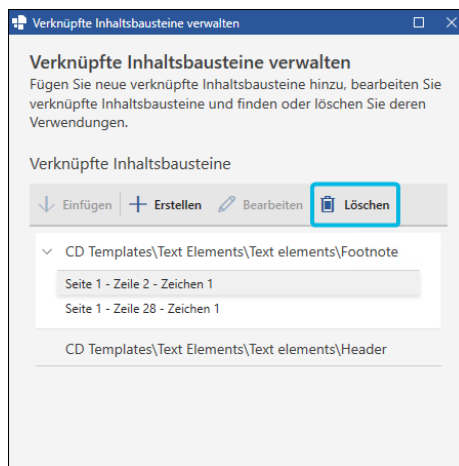 Verknüpfte Inhaltsbausteine verwalten
Verknüpfte Inhaltsbausteine verwalten
Fügen Sie neue verknüpfte Inhaltsbausteine hinzu, bearbeiten Sie
verknüpfte Inhaltsbausteine und finden oder löschen Sie deren
Verwendungen.
Verknüpfte Inhaltsbausteine
Einfügen Erstellen Bearbeiten Löschen
CD Templates\Text Elements\Text elements\Footnote
Seite 1 - Zeile 2 - Zeichen 1
Seite 1 - Zeile 28 - Zeichen 1
CD Templates\Text Elements\Text elements\Header